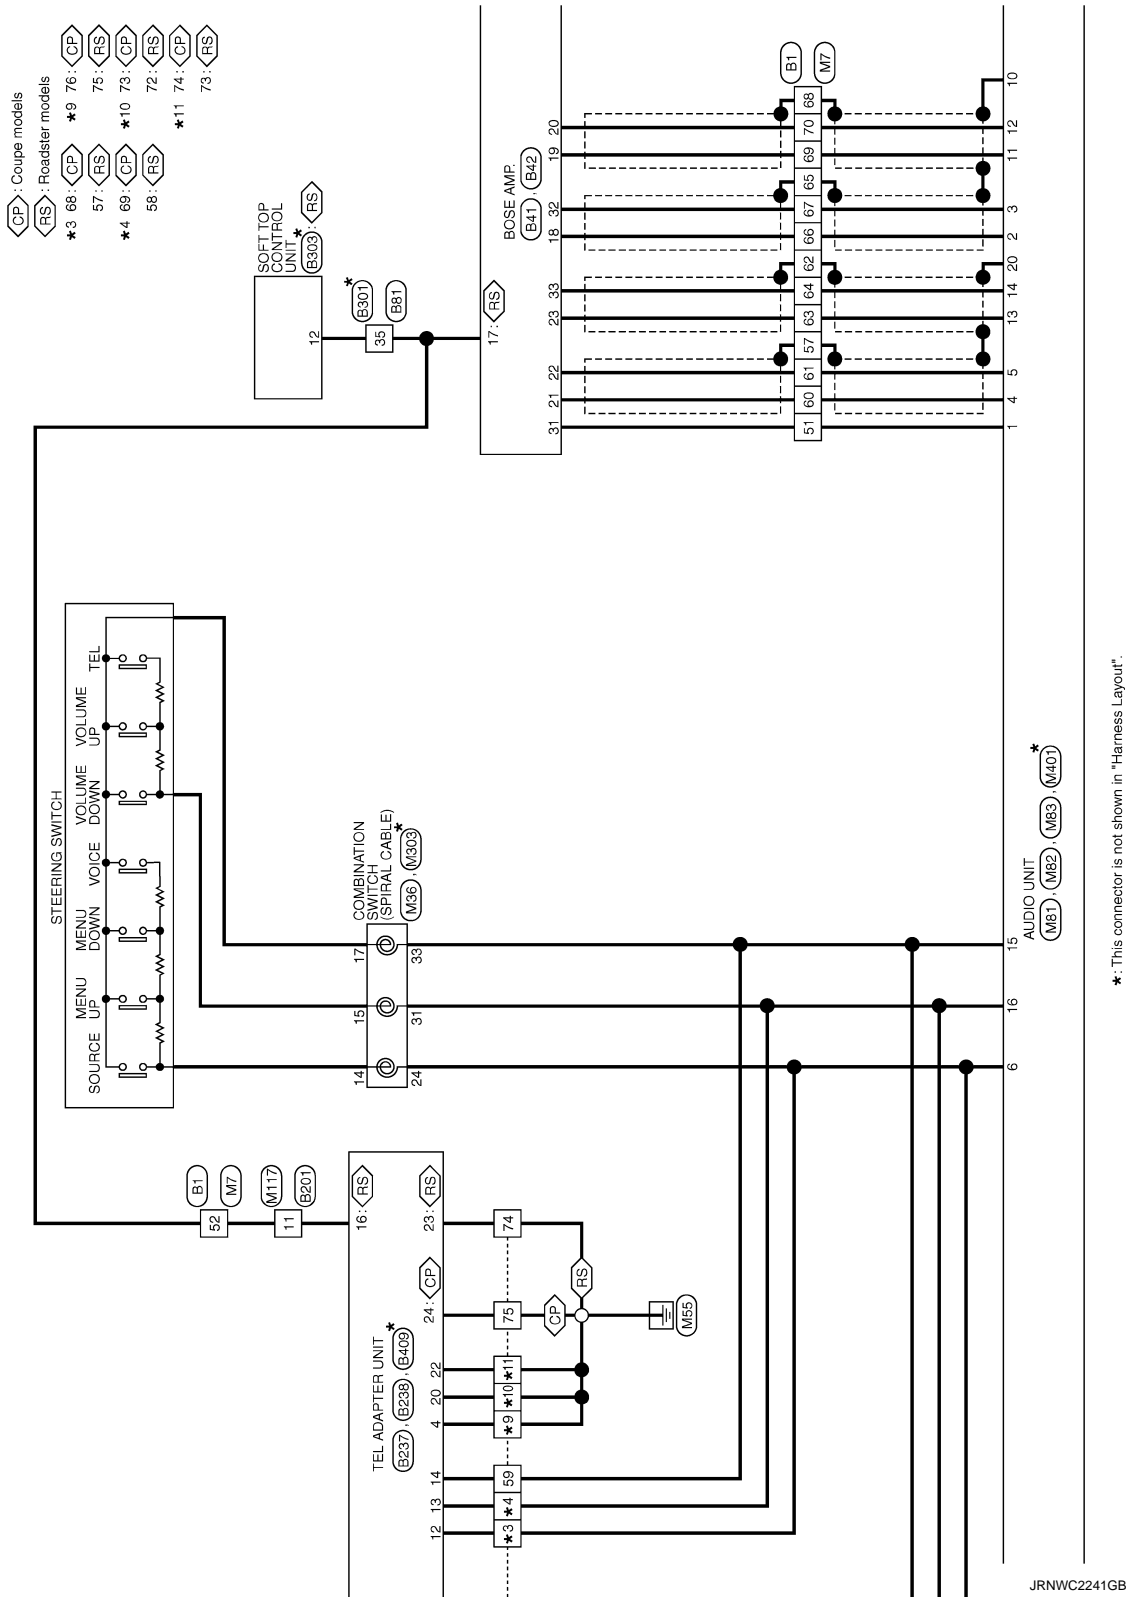 CP : Coupe models
RS : Roadster models
*3 68 : CP
57 : RS
*4 69 : CP
58 : RS
*9 76 : CP
75 : RS
*10 73 : CP
72 : RS
*11 74 : CP
73 : RS
STEERING SWITCH
SOURCE
MENU UP
MENU DOWN
VOICE
VOLUME DOWN
VOLUME UP
TEL
SOFT TOP CONTROL UNIT
* B303 : RS
12
* B301
B81
35
17 : RS
BOSE AMP.
B41 , B42
31 21 22 23 33 18 32 19 20
B1
M7
51 60 61 57 63 64 62 66 67 65 69 70 68
1 4 5 13 14 20 2 3 11 12 10
B1
M7
52
M117
B201
11
16 : RS
23 : RS
24 : CP
TEL ADAPTER UNIT
B237 , B238 , B409 *
12 13 14 4 20 22
*3 *4 59 *9 *10 *11 75 74
CP
RS
M55
COMBINATION
SWITCH
(SPIRAL CABLE)
M36 , M303 *
14 15 17
24 31 33
6 16 15
AUDIO UNIT
M81 , M82 , M83 , M401 *
* : This connector is not shown in "Harness Layout".
JRNWC2241GB